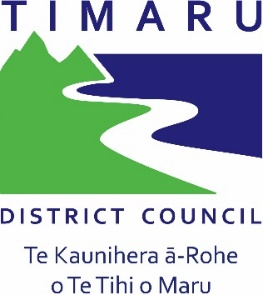 TIMARU
DISTRICT COUNCIL
Te Kaunihera ā-Rohe
o Te Tihi o Maru